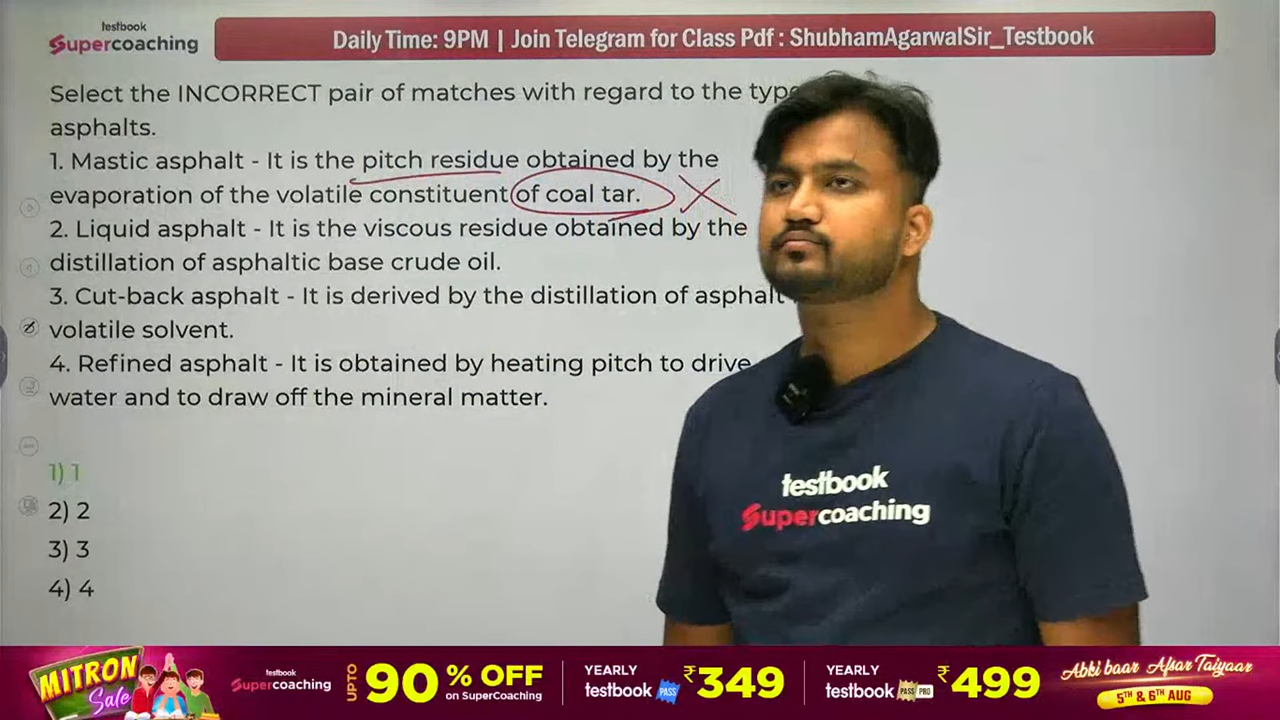 testbook
Supercoaching
Daily Time: 9PM | Join Telegram for Class Pdf : ShubhamAgarwalSir_Testbook
Select the INCORRECT pair of matches with regard to the type
asphalts.
1. Mastic asphalt - It is the pitch residue obtained by the
evaporation of the volatile constituent of coal tar.
2. Liquid asphalt - It is the viscous residue obtained by the
distillation of asphaltic base crude oil.
3. Cut-back asphalt - It is derived by the distillation of asphalt
volatile solvent.
4. Refined asphalt - It is obtained by heating pitch to drive
water and to draw off the mineral matter.
1) 1
2) 2
3) 3
4) 4
testbook
Supercoaching
MITRON
Sale
testbook
Supercoaching
UPTO 90 % OFF
on SuperCoaching
YEARLY
testbook PASS
₹349
YEARLY
testbook PASS PRO
₹499
Abki baar Afsar Taiyaar
5TH & 6TH AUG